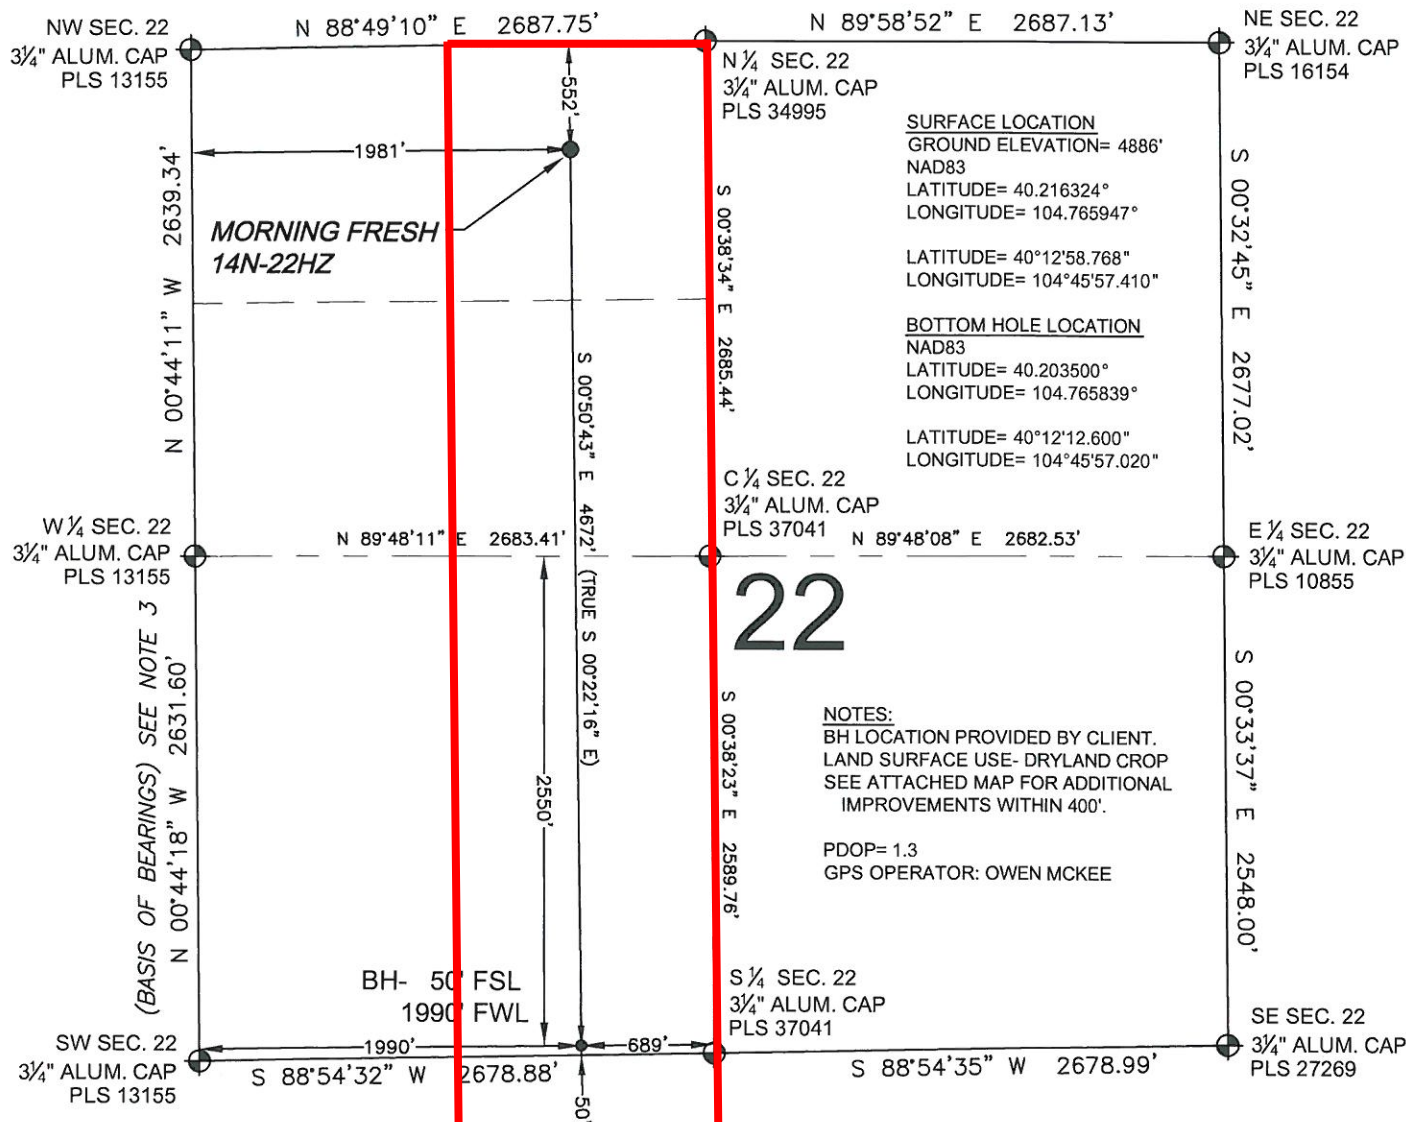 NW SEC. 22
3¼" ALUM. CAP
PLS 13155
N 88°49'10" E 2687.75'
N 89°58'52" E 2687.13'
NE SEC. 22
3¼" ALUM. CAP
PLS 16154
N ¼ SEC. 22
3¼" ALUM. CAP
PLS 34995
552'
1981'
MORNING FRESH
14N-22HZ
N 00°44'11" W 2639.34'
S 00°38'34" E 2685.44'
SURFACE LOCATION
GROUND ELEVATION= 4886'
NAD83
LATITUDE= 40.216324°
LONGITUDE= 104.765947°
LATITUDE= 40°12'58.768"
LONGITUDE= 104°45'57.410"
BOTTOM HOLE LOCATION
NAD83
LATITUDE= 40.203500°
LONGITUDE= 104.765839°
LATITUDE= 40°12'12.600"
LONGITUDE= 104°45'57.020"
S 00°32'45" E 2677.02'
S 00°50'43" E 4672' (TRUE S 00°22'16" E)
C ¼ SEC. 22
3¼" ALUM. CAP
PLS 37041
W ¼ SEC. 22
3¼" ALUM. CAP
PLS 13155
N 89°48'11" E 2683.41'
N 89°48'08" E 2682.53'
E ¼ SEC. 22
3¼" ALUM. CAP
PLS 10855
22
(BASIS OF BEARINGS) SEE NOTE 3
N 00°44'18" W 2631.60'
2550'
S 00°38'23" E 2589.76'
NOTES:
BH LOCATION PROVIDED BY CLIENT.
LAND SURFACE USE- DRYLAND CROP
SEE ATTACHED MAP FOR ADDITIONAL
IMPROVEMENTS WITHIN 400'.
PDOP= 1.3
GPS OPERATOR: OWEN MCKEE
S 00°33'37" E 2548.00'
BH- 50' FSL
1990' FWL
S ¼ SEC. 22
3¼" ALUM. CAP
PLS 37041
SW SEC. 22
3¼" ALUM. CAP
PLS 13155
1990'
689'
S 88°54'32" W 2678.88'
50'
S 88°54'35" W 2678.99'
SE SEC. 22
3¼" ALUM. CAP
PLS 27269